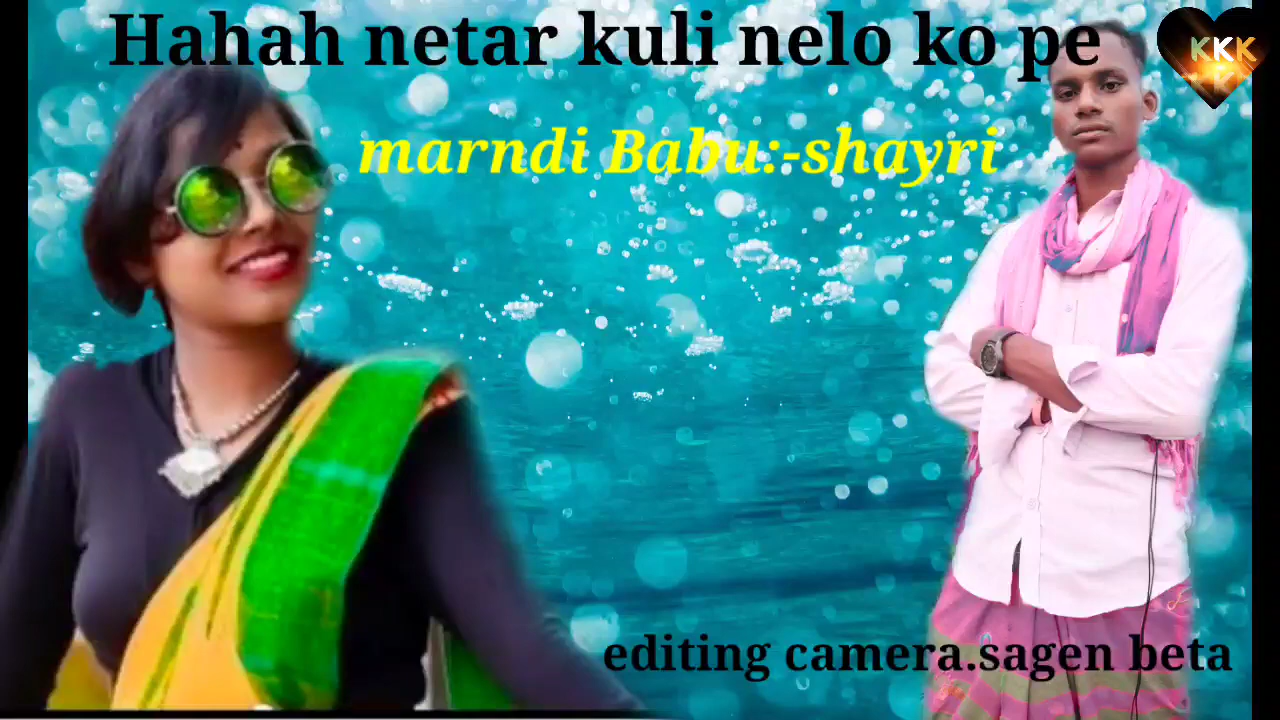 Hahah netar kuli nelo ko pe
KKK
marndi Babu:-shayri
editing camera.sagen beta